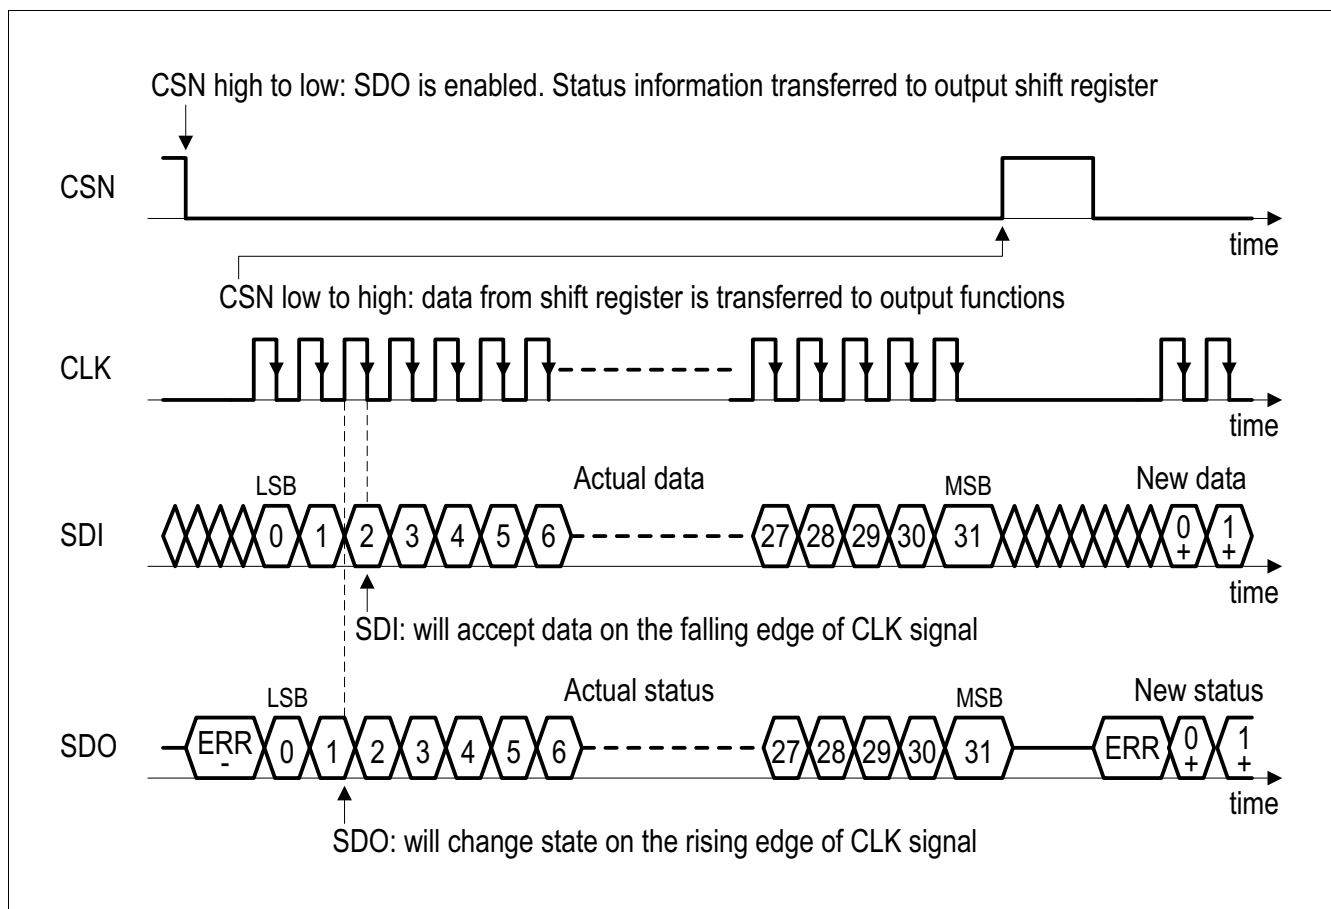 CSN high to low: SDO is enabled. Status information transferred to output shift register
CSN
time
CSN low to high: data from shift register is transferred to output functions
CLK
time
LSB Actual data MSB New data
SDI 0 1 2 3 4 5 6 27 28 29 30 31 0+ 1+
time
SDI: will accept data on the falling edge of CLK signal
LSB Actual status MSB New status
SDO ERR- 0 1 2 3 4 5 6 27 28 29 30 31 ERR 0+ 1+
time
SDO: will change state on the rising edge of CLK signal